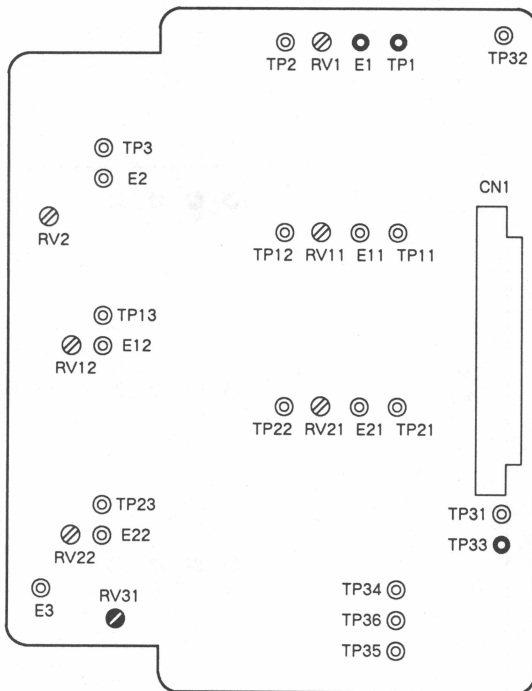 TP2 RV1 E1 TP1
TP32
TP3
E2
RV2
CN1
TP12 RV11 E11 TP11
TP13
E12
RV12
TP22 RV21 E21 TP21
TP23
E22
RV22
TP31
TP33
E3
RV31
TP34
TP36
TP35